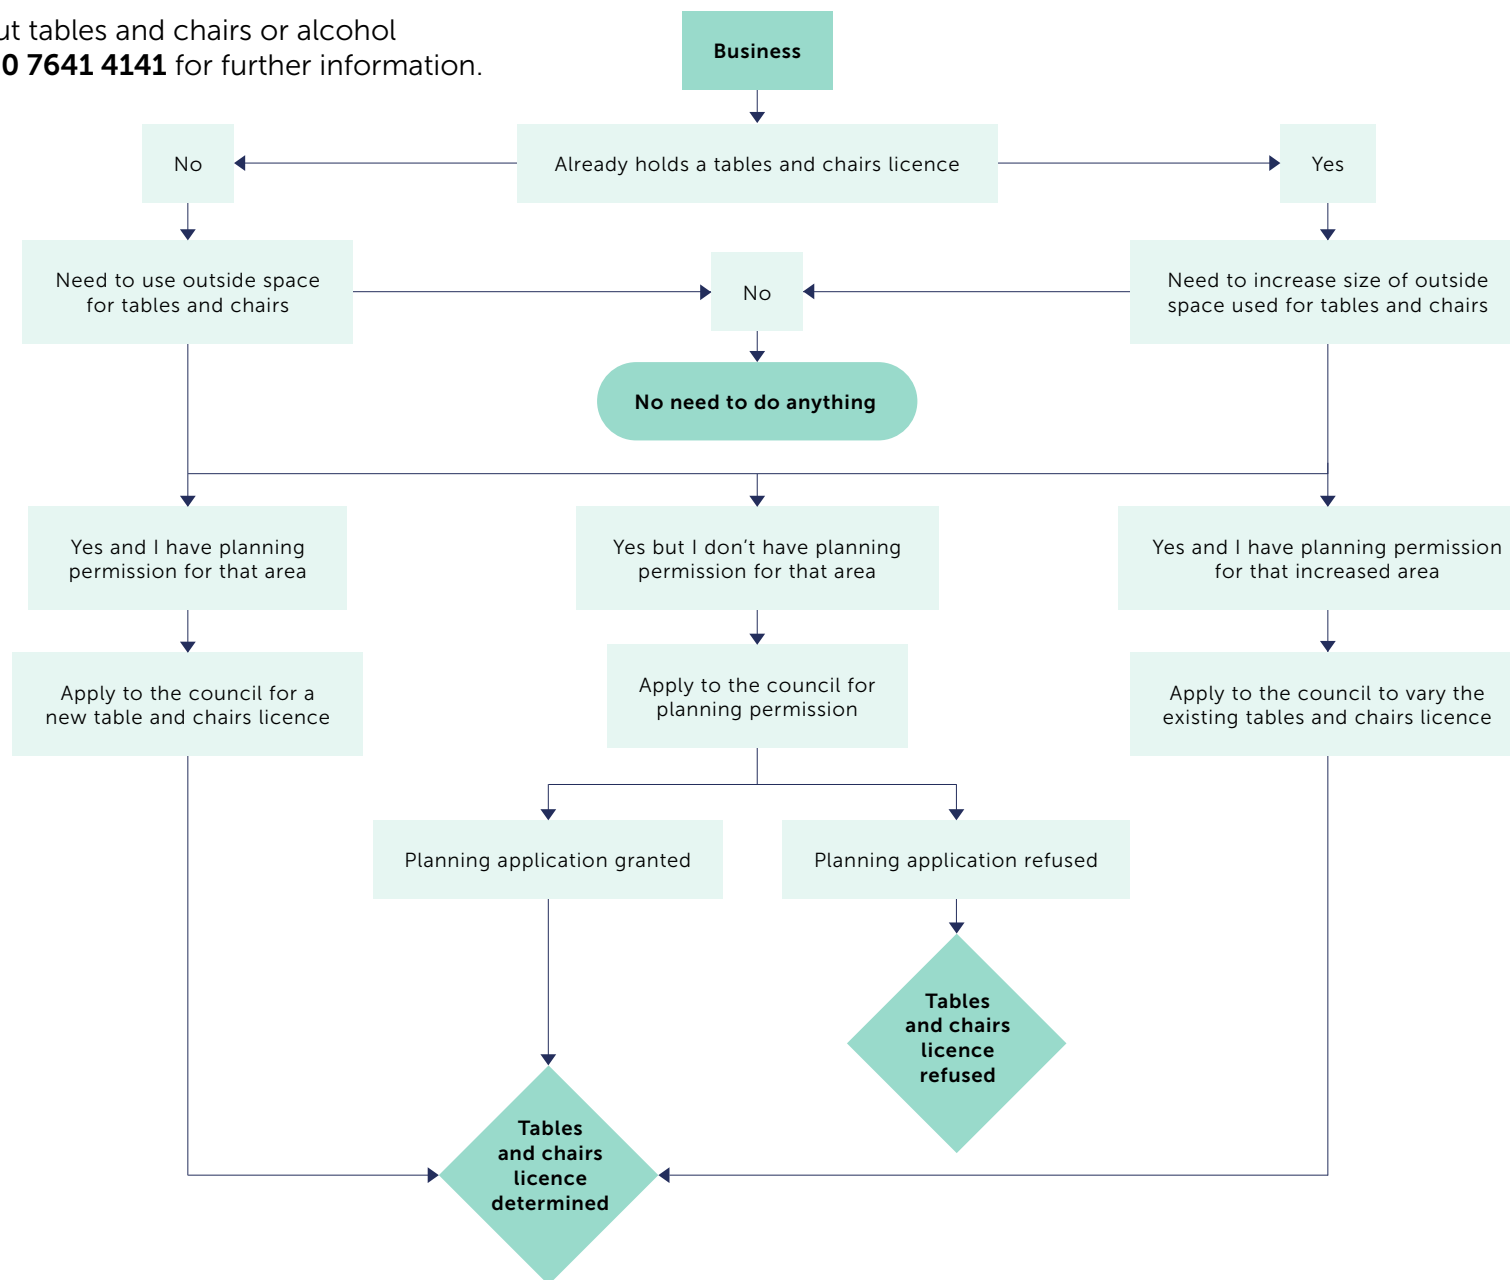 tables and chairs or alcohol
0 7641 4141 for further information.
Business
No
Already holds a tables and chairs licence
Yes
Need to use outside space
for tables and chairs
No
Need to increase size of outside
space used for tables and chairs
No need to do anything
Yes and I have planning
permission for that area
Yes but I don't have planning
permission for that area
Yes and I have planning permission
for that increased area
Apply to the council for a
new table and chairs licence
Apply to the council for
planning permission
Apply to the council to vary the
existing tables and chairs licence
Planning application granted
Planning application refused
Tables
and chairs
licence
refused
Tables
and chairs
licence
determined